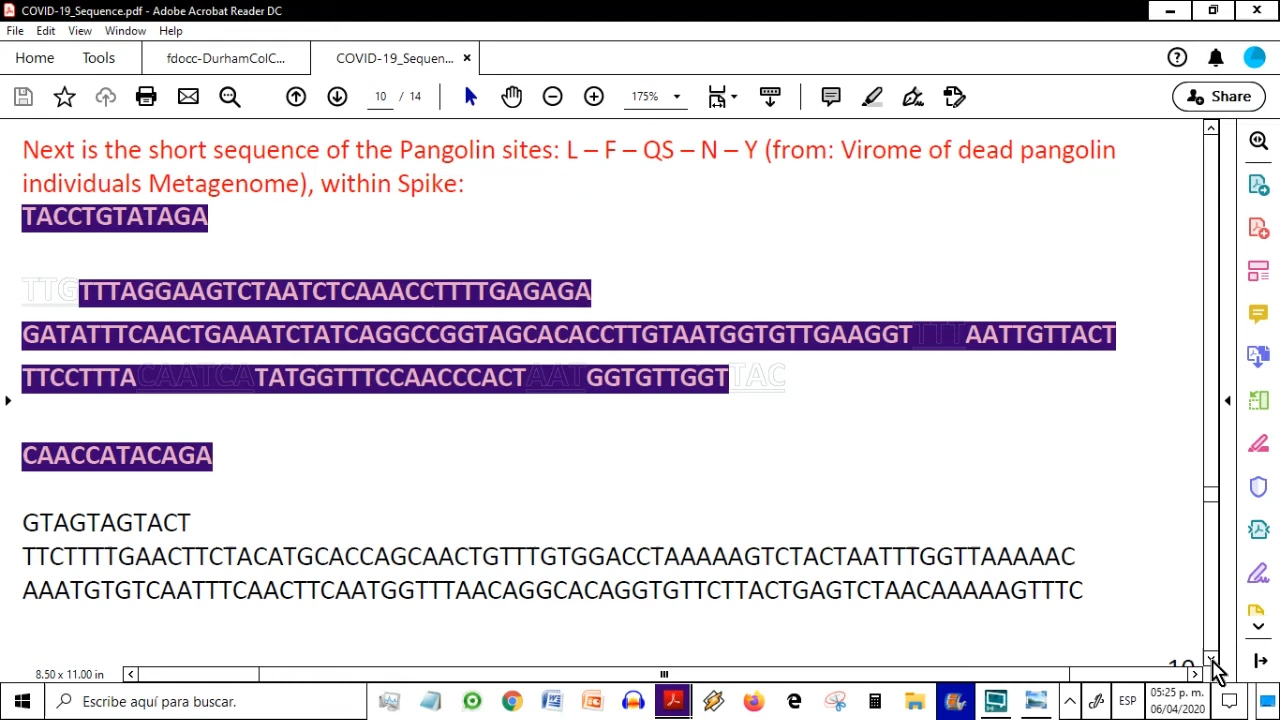 COVID-19_Sequence.pdf - Adobe Acrobat Reader DC
File Edit View Window Help
Home Tools fdocc-DurhamColC... COVID-19_Sequen... ×
10 / 14 175% Share
Next is the short sequence of the Pangolin sites: L – F – QS – N – Y (from: Virome of dead pangolin
individuals Metagenome), within Spike:
TACCTGTATAGA
TTGTTTAGGAAGTCTAATCTCAAACCTTTTGAGAGA
GATATTTCAACTGAAATCTATCAGGCCGGTAGCACACCTTGTAATGGTGTTGAAGGTTTTAATTGTTACT
TTCCTTTACAATCATATGGTTTCCAACCCACTAATGGTGTTGGTTAC
CAACCATACAGA
GTAGTAGTACT
TTCTTTTGAACTTCTACATGCACCAGCAACTGTTTGTGGACCTAAAAAGTCTACTAATTTGGTTAAAAAC
AAATGTGTCAATTTCAACTTCAATGGTTTAACAGGCACAGGTGTTCTTACTGAGTCTAACAAAAAGTTTC
8.50 x 11.00 in
Escribe aquí para buscar.
ESP
05:25 p. m.
06/04/2020